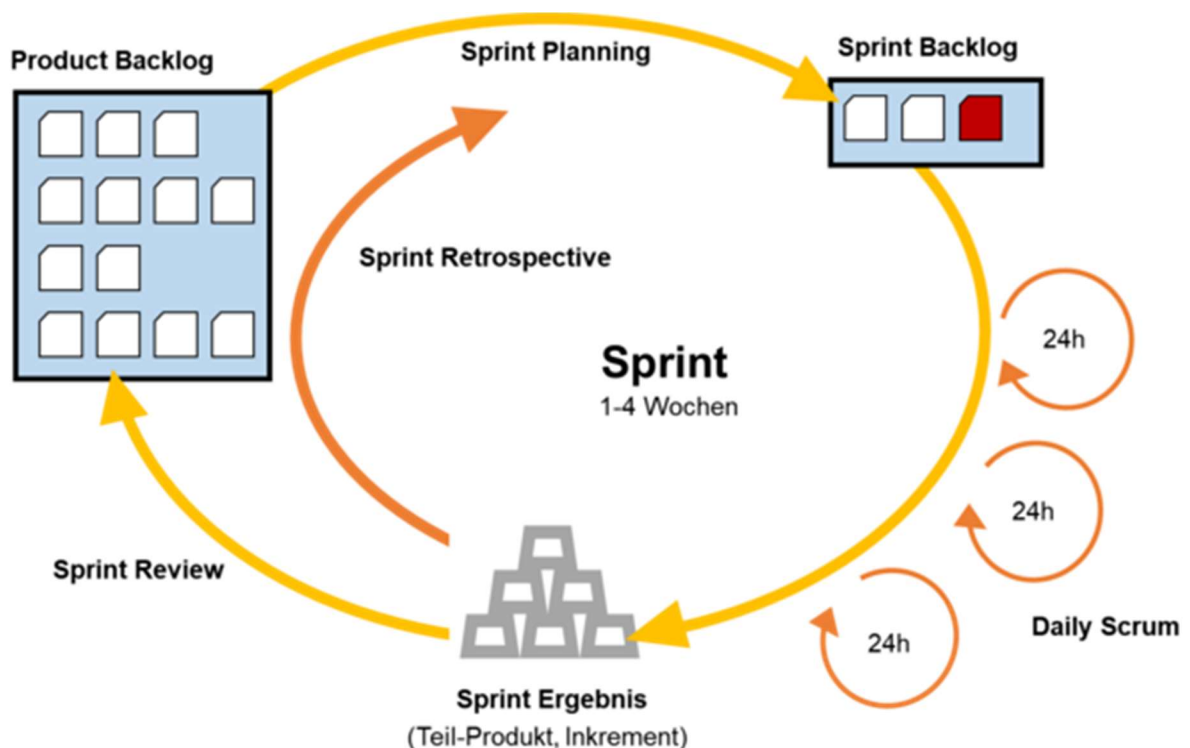 Product Backlog
Sprint Planning
Sprint Backlog
Sprint Retrospective
Sprint
1-4 Wochen
24h
24h
24h
Daily Scrum
Sprint Review
Sprint Ergebnis
(Teil-Produkt, Inkrement)